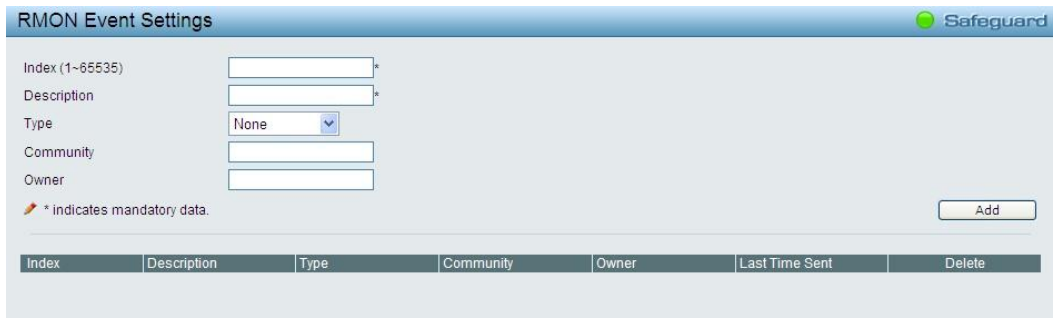 RMON Event Settings
Safeguard
Index (1~65535) *
Description *
Type None
Community
Owner
* indicates mandatory data.
Add
Index Description Type Community Owner Last Time Sent Delete